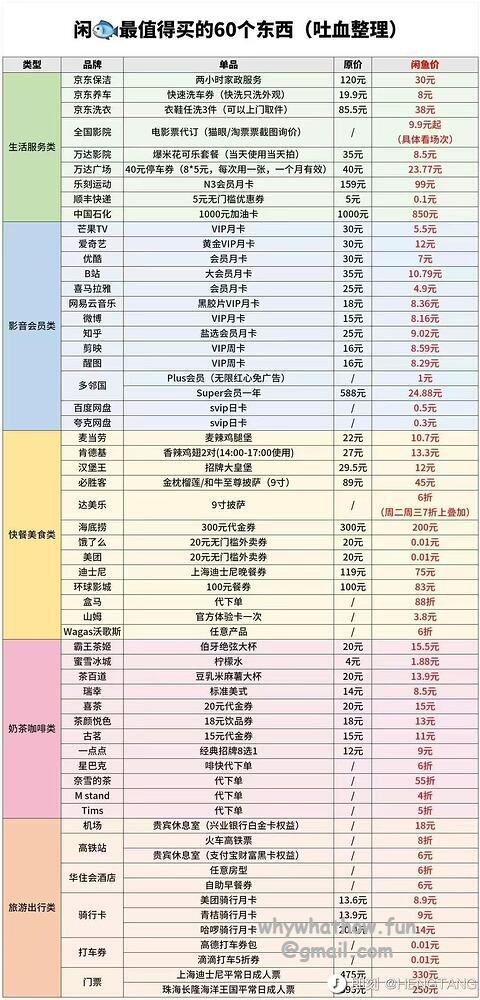 闲🐟最值得买的60个东西（吐血整理）
类型 品牌 单品 原价 闲鱼价
生活服务类
京东保洁 两小时家政服务 120元 30元
京东养车 快速洗车券（快洗只洗外观） 19.9元 8元
京东洗衣 衣鞋任洗3件（可以上门取件） 85.5元 38元
全国影院 电影票代订（猫眼/淘票票截图询价） / 9.9元起
（具体看场次）
万达影院 爆米花可乐套餐（当天使用当天拍） 35元 8.5元
万达广场 40元停车券（8*5元，每次用一张，一个月有效） 40元 23.77元
乐刻运动 N3会员月卡 159元 99元
顺丰快递 5元无门槛优惠券 5元 0.1元
中国石化 1000元加油卡 1000元 850元
影音会员类
芒果TV VIP月卡 30元 5.5元
爱奇艺 黄金VIP月卡 30元 12元
优酷 会员月卡 30元 7元
B站 大会员月卡 35元 10.79元
喜马拉雅 会员月卡 25元 4.9元
网易云音乐 黑胶片VIP月卡 18元 8.36元
微博 VIP月卡 15元 8.16元
知乎 盐选会员月卡 25元 9.02元
剪映 VIP周卡 16元 8.59元
醒图 VIP周卡 16元 8.29元
多邻国 Plus会员（无限红心免广告） / 1元
Super会员一年 588元 24.88元
百度网盘 svip日卡 / 0.5元
夸克网盘 svip日卡 / 0.3元
快餐美食类
麦当劳 麦辣鸡腿堡 22元 10.7元
肯德基 香辣鸡翅2对(14:00-17:00使用) 27元 13.3元
汉堡王 招牌大皇堡 29.5元 12元
必胜客 金枕榴莲/和牛至尊披萨（9寸） 89元 45元
达美乐 9寸披萨 / 6折
（周二周三7折上叠加）
海底捞 300元代金券 300元 200元
饿了么 20元无门槛外卖券 20元 0.01元
美团 20元无门槛外卖券 20元 0.01元
迪士尼 上海迪士尼晚餐券 119元 75元
环球影城 100元餐券 100元 83元
盒马 代下单 / 88折
山姆 官方体验卡一次 / 3.8元
Wagas沃歌斯 任意产品 / 6折
奶茶咖啡类
霸王茶姬 伯牙绝弦大杯 20元 15.5元
蜜雪冰城 柠檬水 4元 1.88元
茶百道 豆乳米麻薯大杯 20元 13.9元
瑞幸 标准美式 14元 8.5元
喜茶 20元代金券 20元 15元
茶颜悦色 18元饮品券 18元 13元
古茗 15元代金券 15元 11元
一点点 经典招牌8选1 12元 9元
星巴克 啡快代下单 / 6折
奈雪的茶 代下单 / 55折
M stand 代下单 / 4折
Tims 代下单 / 5折
旅游出行类
机场 贵宾休息室（兴业银行白金卡权益） / 18元
高铁站 火车高铁票 / 8折
贵宾休息室（支付宝财富黑卡权益） / 6元
华住会酒店 任意房型 / 6折
自助早餐券 / 6元
骑行卡 美团骑行月卡 13.6元 8.9元
青桔骑行月卡 13.9元 9元
哈啰骑行月卡 14元
打车券 高德打车券包 / 0.01元
滴滴打车5折券 / 0.01元
门票 上海迪士尼平常日成人票 475元 330元
珠海长隆海洋王国平常日成人票 250元
whywhathow.fun
@gmail.com
即刻 @HENGTANG